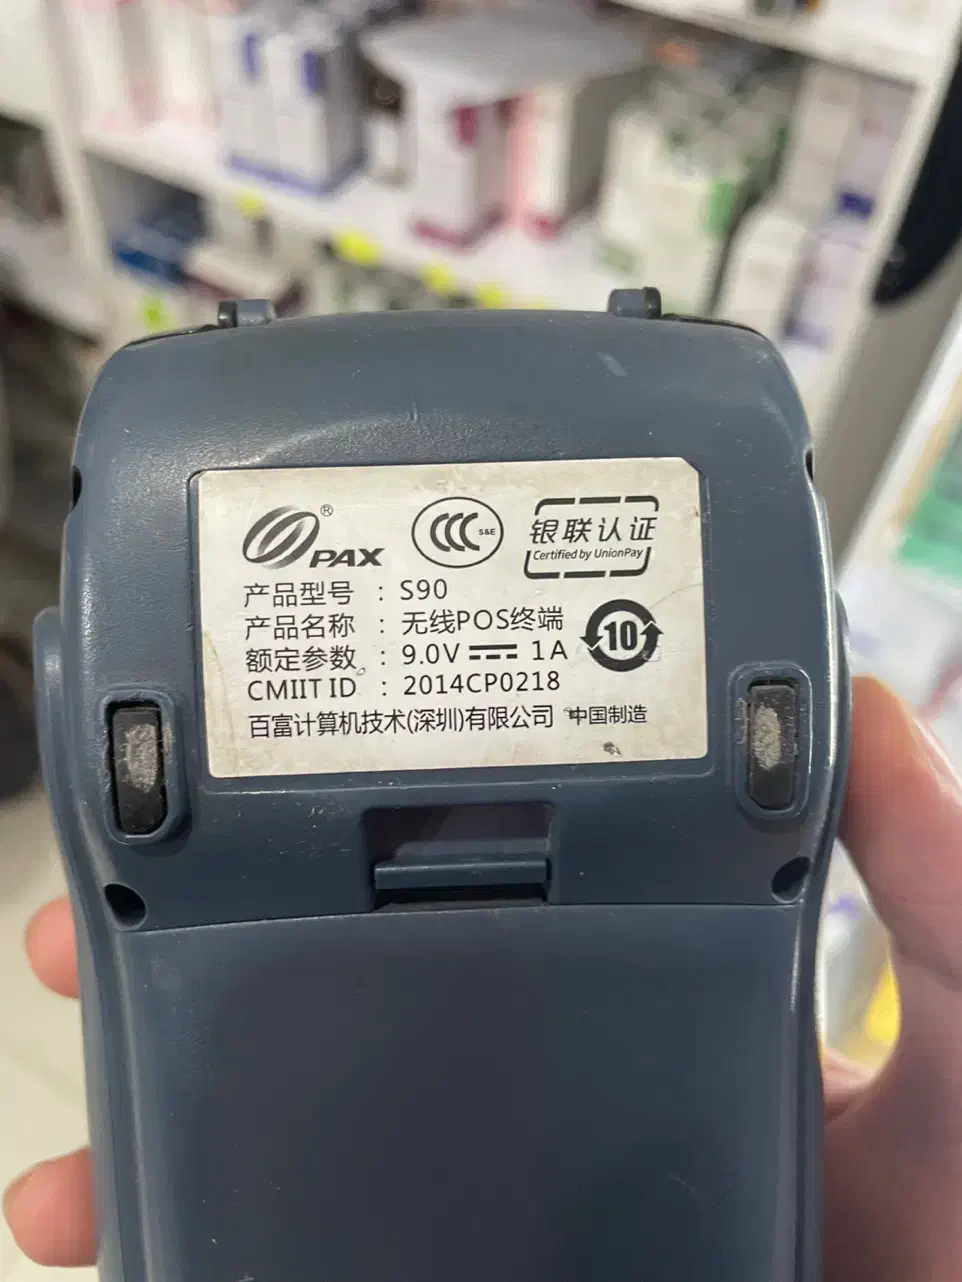 PAX®
CCC S&E
银联认证
Certified by UnionPay
产品型号 : S90
产品名称 : 无线POS终端
额定参数 : 9.0V 1A
10
CMIIT ID : 2014CP0218
百富计算机技术(深圳)有限公司 中国制造